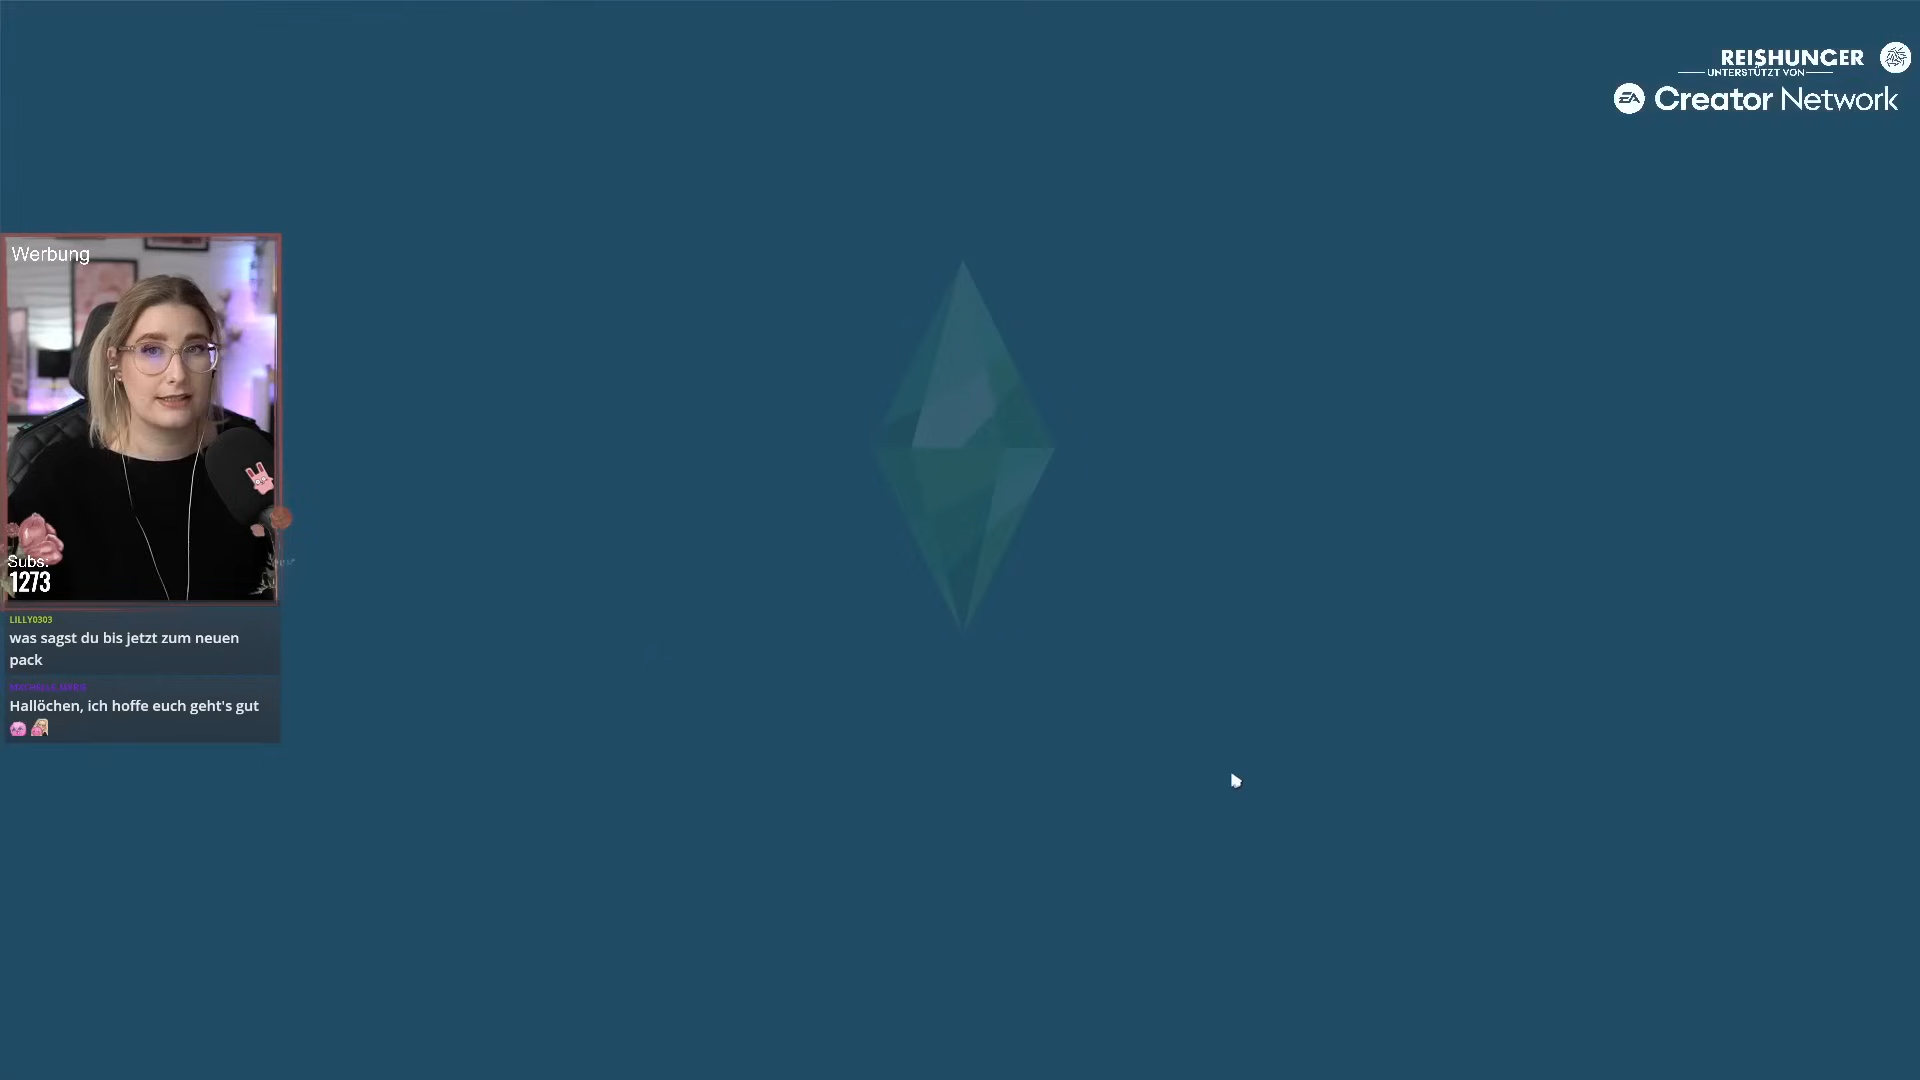 REISHUNGER
UNTERSTÜTZT VON
EA Creator Network
Werbung
Subs:
1273
LILLY0303
was sagst du bis jetzt zum neuen
pack
Hallöchen, ich hoffe euch geht's gut